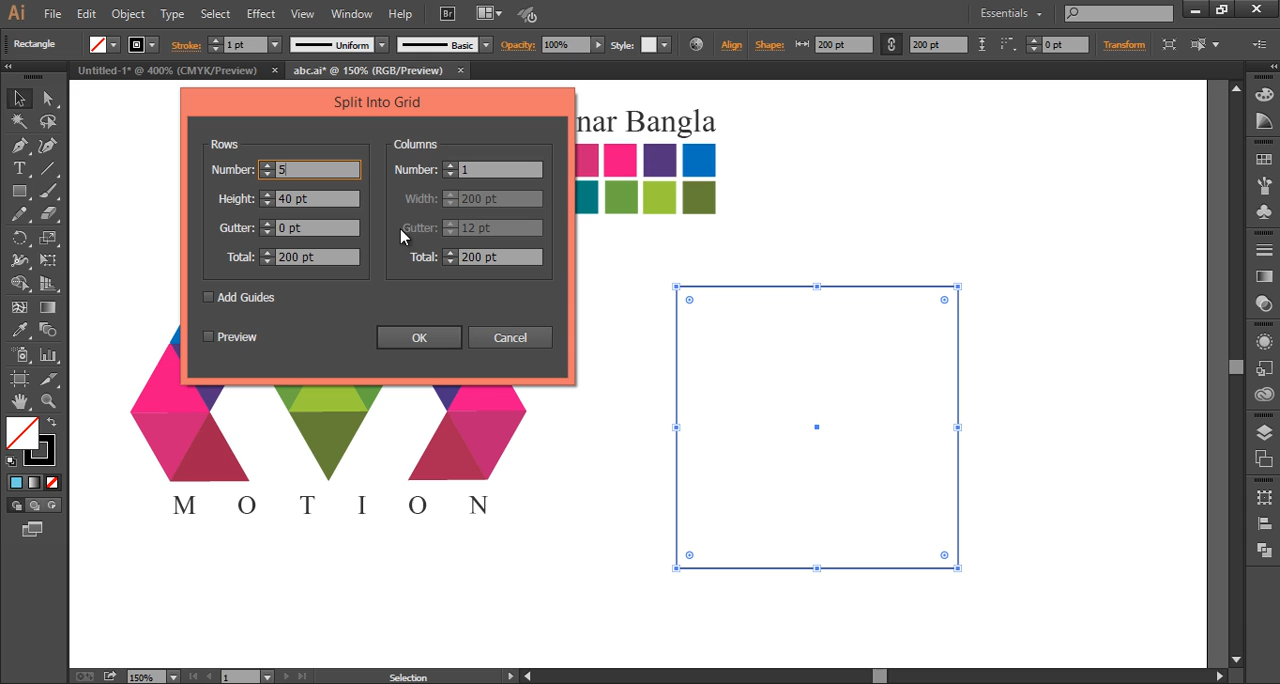 Ai File Edit Object Type Select Effect View Window Help Br Essentials
Rectangle Stroke: 1 pt Uniform Basic Opacity: 100% Style: Align Shape: 200 pt 200 pt 0 pt Transform
Untitled-1* @ 400% (CMYK/Preview) × abc.ai* @ 150% (RGB/Preview) ×
Split Into Grid
nar Bangla
Rows Columns
Number: 5 Number: 1
Height: 40 pt Width: 200 pt
Gutter: 0 pt Gutter: 12 pt
Total: 200 pt Total: 200 pt
Add Guides
Preview OK Cancel
M O T I O N
150% 1 Selection